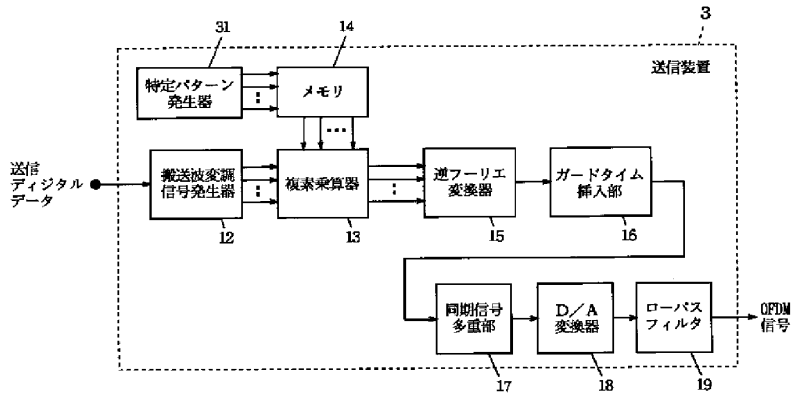 31
14
3
特定パターン
発生器
メモリ
送信装置
送信
ディジタル
データ
搬送波変調
信号発生器
複素乗算器
逆フーリエ
変換器
ガードタイム
挿入部
12
13
15
16
同期信号
多重部
D/A
変換器
ローパス
フィルタ
OFDM
信号
17
18
19